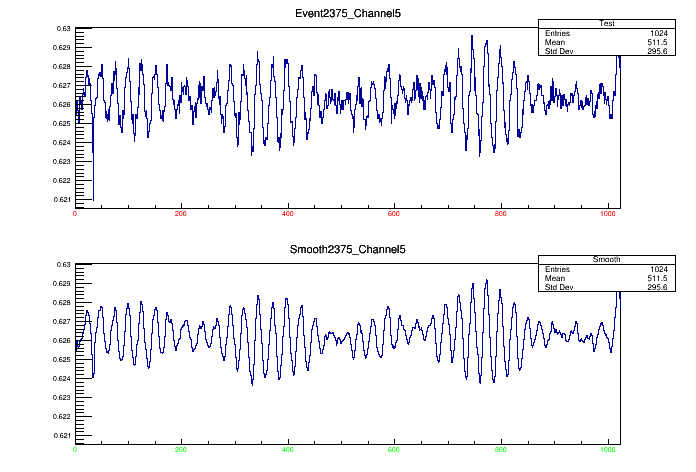 Event2375_Channel5
Test
Entries 1024
Mean 511.5
Std Dev 295.6
0.63
0.629
0.628
0.627
0.626
0.625
0.624
0.623
0.622
0.621
0 200 400 600 800 1000
Smooth2375_Channel5
Smooth
Entries 1024
Mean 511.5
Std Dev 295.6
0.63
0.629
0.628
0.627
0.626
0.625
0.624
0.623
0.622
0.621
0 200 400 600 800 1000